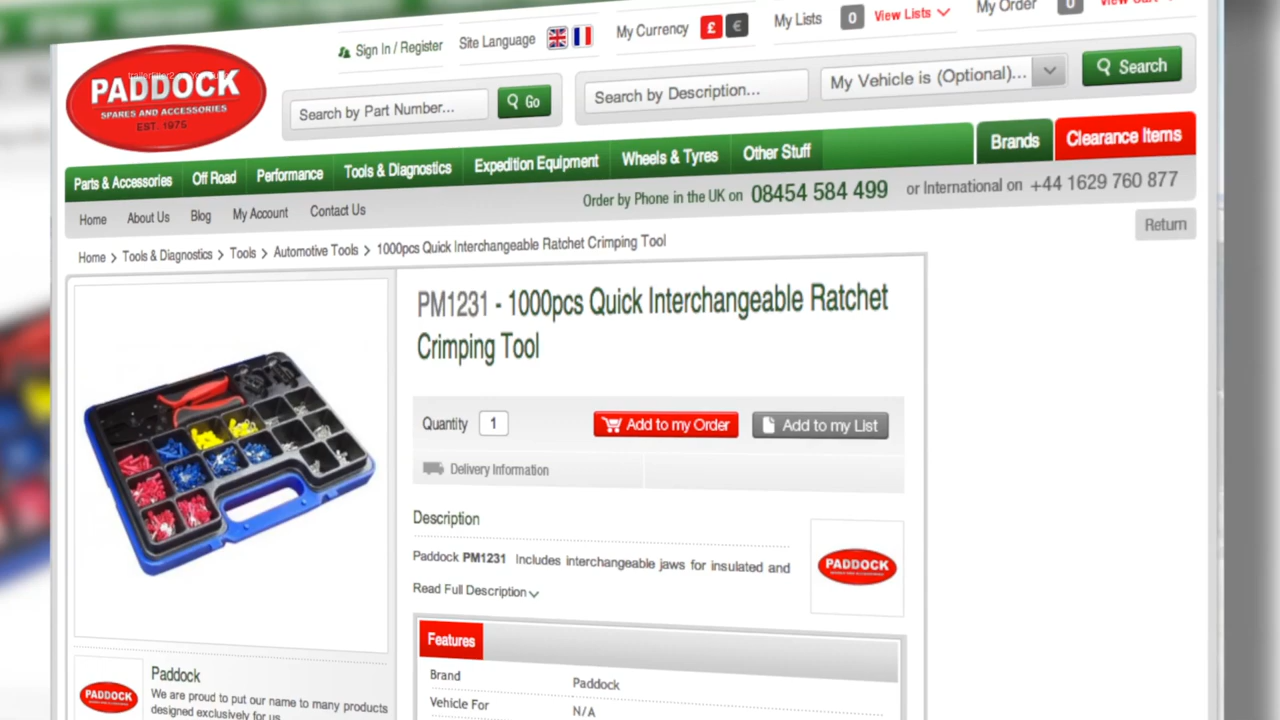 Sign In / Register
Site Language
My Currency
£
€
My Lists
0
View Lists
My Order
0
PADDOCK
SPARES AND ACCESSORIES
EST. 1975
Search by Part Number...
Go
Search by Description...
My Vehicle is (Optional)...
Search
Parts & Accessories
Off Road
Performance
Tools & Diagnostics
Expedition Equipment
Wheels & Tyres
Other Stuff
Brands
Clearance Items
Home
About Us
Blog
My Account
Contact Us
Order by Phone in the UK on 08454 584 499 or International on +44 1629 760 877
Return
Home > Tools & Diagnostics > Tools > Automotive Tools > 1000pcs Quick Interchangeable Ratchet Crimping Tool
PM1231 - 1000pcs Quick Interchangeable Ratchet
Crimping Tool
Quantity 1
Add to my Order
Add to my List
Delivery Information
Description
Paddock PM1231 Includes interchangeable jaws for insulated and
Read Full Description
PADDOCK
Features
Brand Paddock
Vehicle For N/A
PADDOCK
Paddock
We are proud to put our name to many products
designed exclusively for us